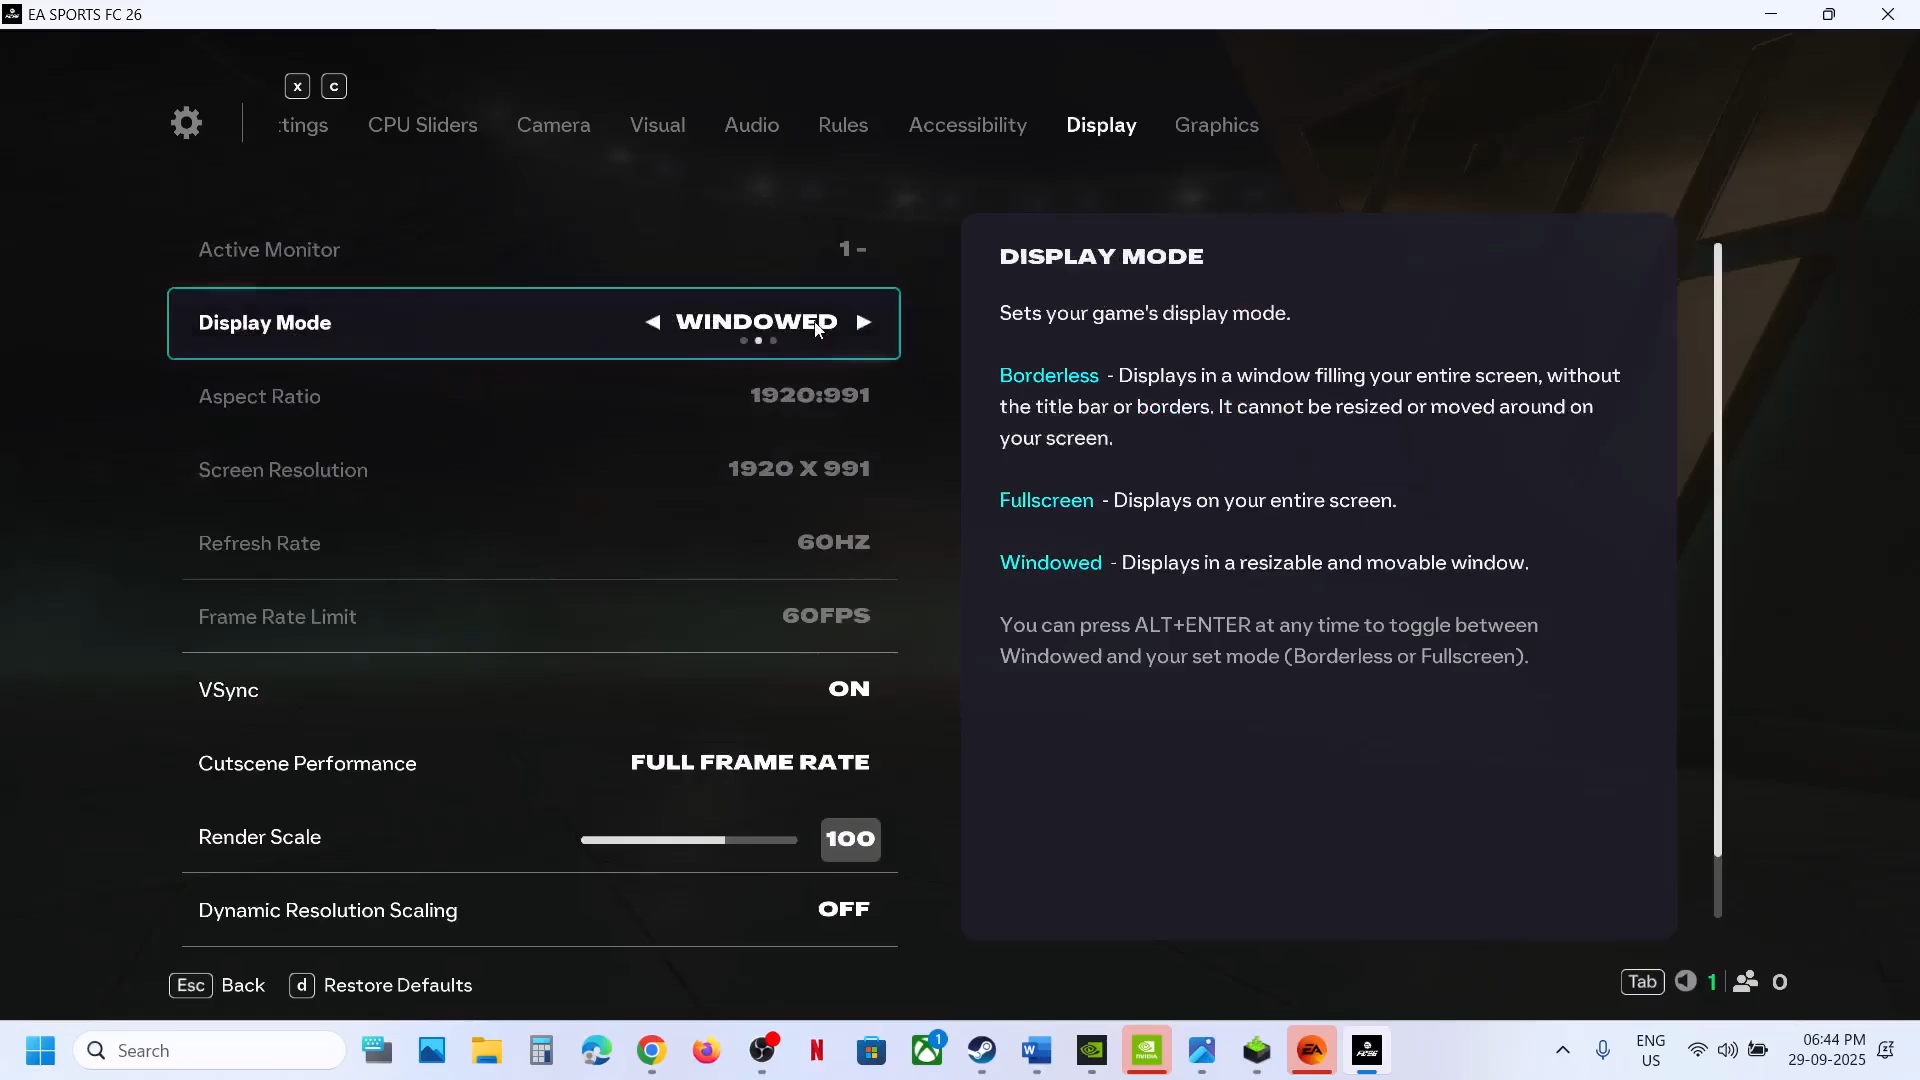 EA SPORTS FC 26
x c
:tings CPU Sliders Camera Visual Audio Rules Accessibility Display Graphics
Active Monitor 1 -
Display Mode WINDOWED
Aspect Ratio 1920:991
Screen Resolution 1920 X 991
Refresh Rate 60HZ
Frame Rate Limit 60FPS
VSync ON
Cutscene Performance FULL FRAME RATE
Render Scale 100
Dynamic Resolution Scaling OFF
DISPLAY MODE
Sets your game's display mode.
Borderless - Displays in a window filling your entire screen, without
the title bar or borders. It cannot be resized or moved around on
your screen.
Fullscreen - Displays on your entire screen.
Windowed - Displays in a resizable and movable window.
You can press ALT+ENTER at any time to toggle between
Windowed and your set mode (Borderless or Fullscreen).
Esc Back d Restore Defaults
Tab 1 0
Search
1
W
N
NVIDIA
EA
ENG
US
06:44 PM
29-09-2025